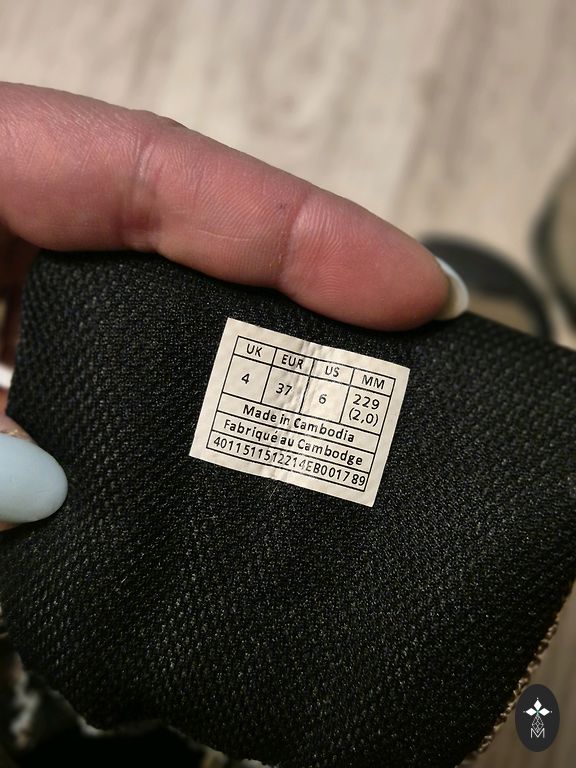 UK EUR US MM
4 37 6 229
(2,0)
Made in Cambodia
Fabriqué au Cambodge
4011511512214EB001789
M